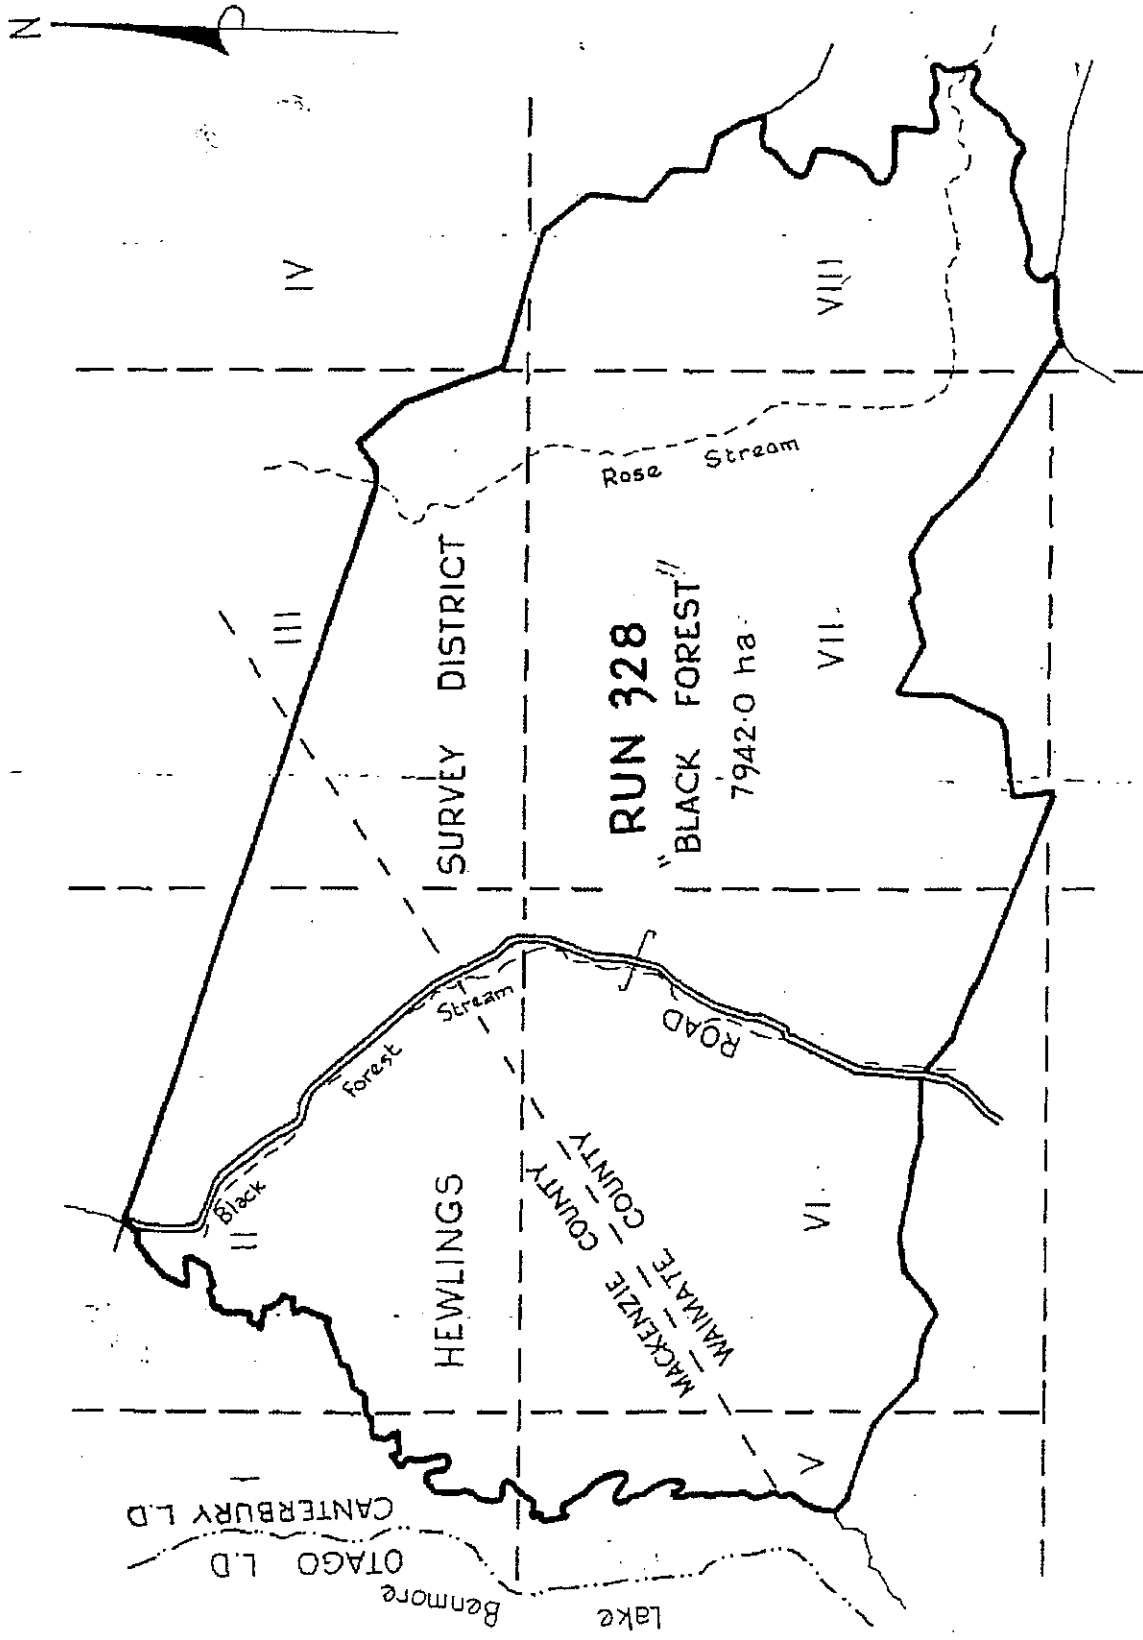 N
IV
III
II
I
SURVEY DISTRICT
HEWLINGS
RUN 328
"BLACK FOREST"
7942.0 ha
VIII
VII
VI
V
Rose Stream
Black Forest Stream
ROAD
MACKENZIE COUNTY
WAIMATE COUNTY
CANTERBURY L.D
OTAGO L.D
Lake Benmore